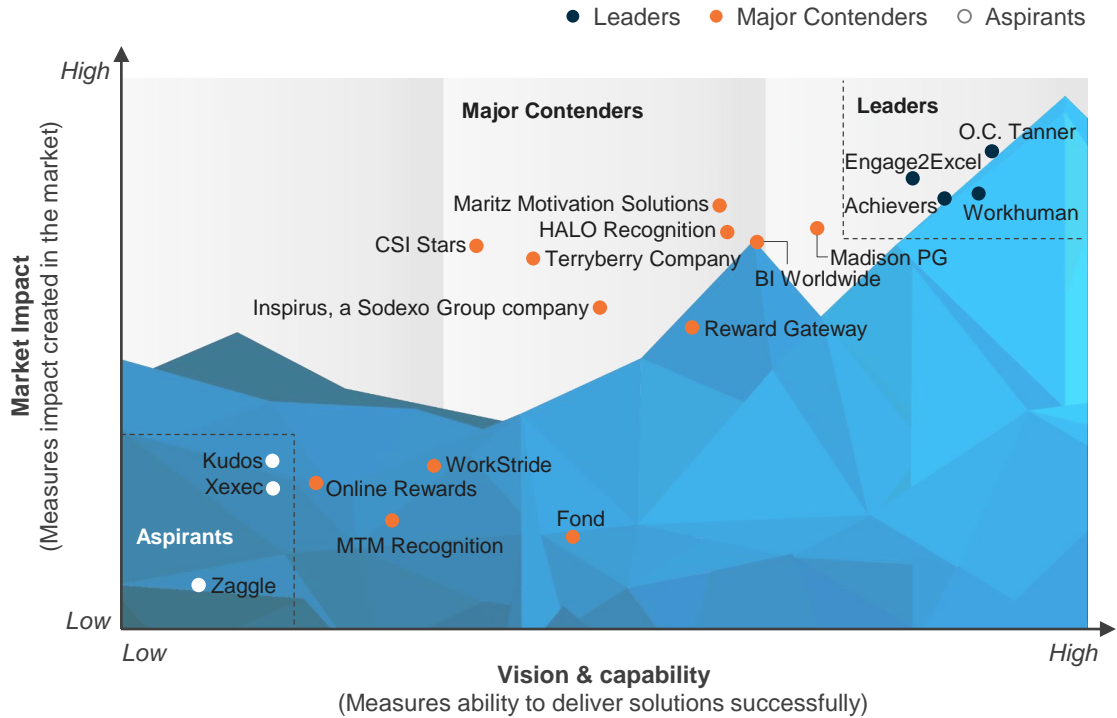 Leaders
Major Contenders
Aspirants
High
Major Contenders
Leaders
O.C. Tanner
Engage2Excel
Achievers
Workhuman
Maritz Motivation Solutions
HALO Recognition
CSI Stars
Terryberry Company
Madison PG
BI Worldwide
Inspirus, a Sodexo Group company
Reward Gateway
Market Impact
(Measures impact created in the market)
Kudos
WorkStride
Xexec
Online Rewards
Fond
Aspirants
MTM Recognition
Zaggle
Low
Low
High
Vision & capability
(Measures ability to deliver solutions successfully)